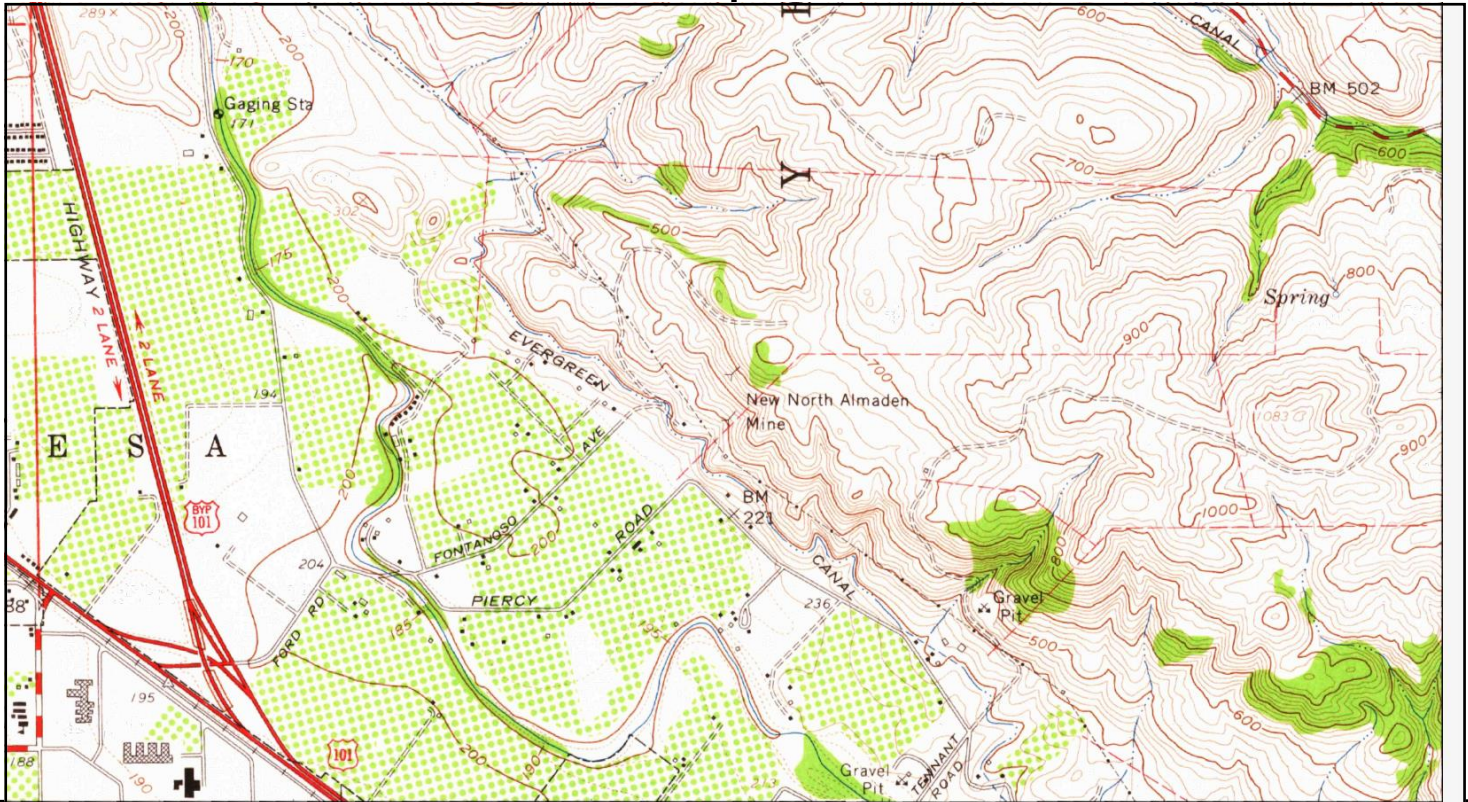 289
200
200
600
CANAL
170
Gaging Sta
171
BM 502
600
700
Y
302
500
HIGHWAY
175
200
800
Spring
2 LANE
2 LANE
EVERGREEN
900
700
194
New North Almaden
Mine
1083
E S A
900
200
AVE
BM
221
BYP
101
1000
ROAD
FONTANOSO
200
204
800
CANAL
PIERCY
236
Gravel
Pit
88
FORD RD
185
195
500
195
600
101
200
190
188
190
Gravel
Pit
TENNANT
ROAD
213